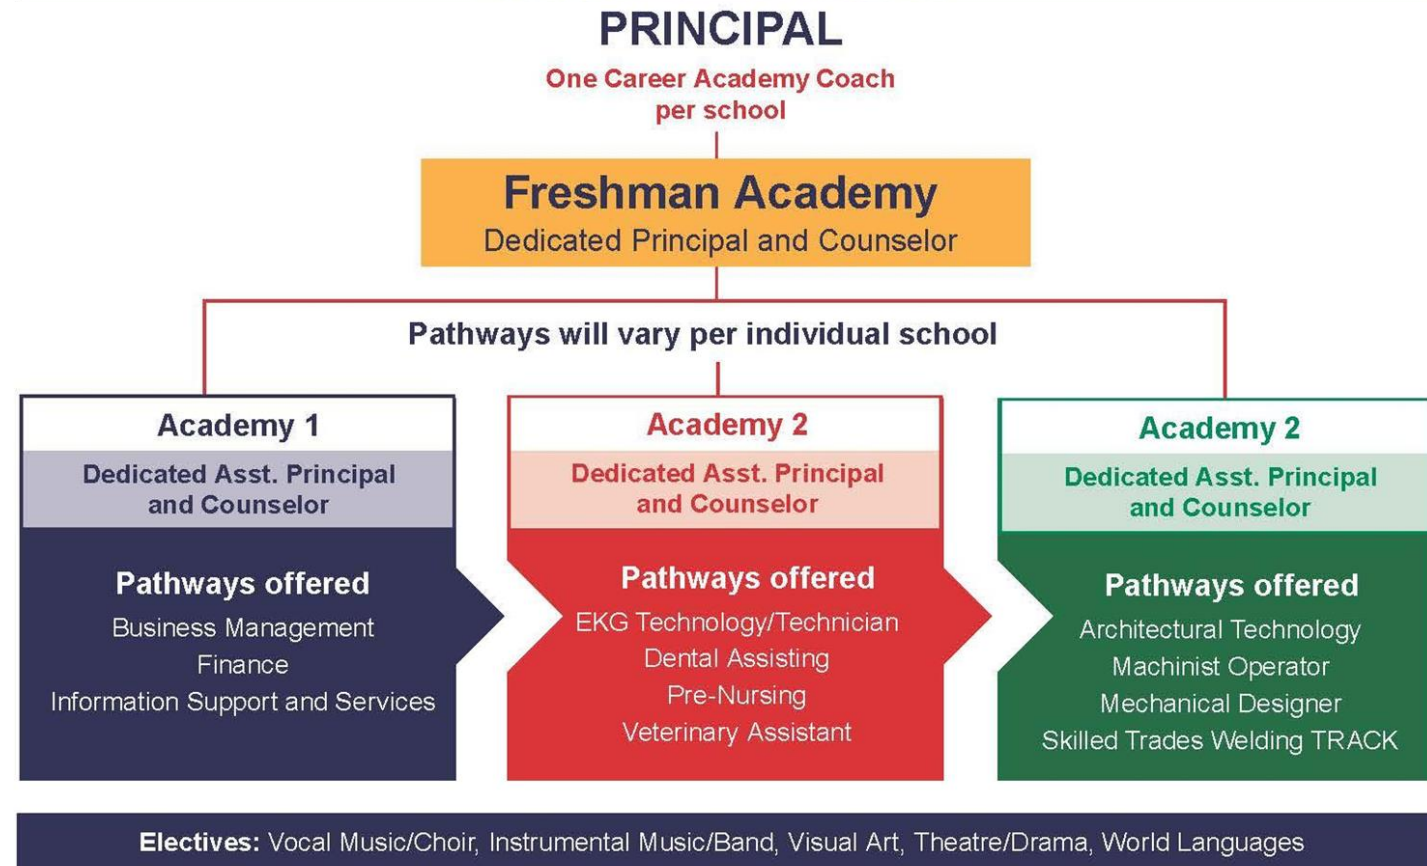 PRINCIPAL
One Career Academy Coach
per school
Freshman Academy
Dedicated Principal and Counselor
Pathways will vary per individual school
Academy 1
Dedicated Asst. Principal
and Counselor
Pathways offered
Business Management
Finance
Information Support and Services
Academy 2
Dedicated Asst. Principal
and Counselor
Pathways offered
EKG Technology/Technician
Dental Assisting
Pre-Nursing
Veterinary Assistant
Academy 2
Dedicated Asst. Principal
and Counselor
Pathways offered
Architectural Technology
Machinist Operator
Mechanical Designer
Skilled Trades Welding TRACK
Electives: Vocal Music/Choir, Instrumental Music/Band, Visual Art, Theatre/Drama, World Languages